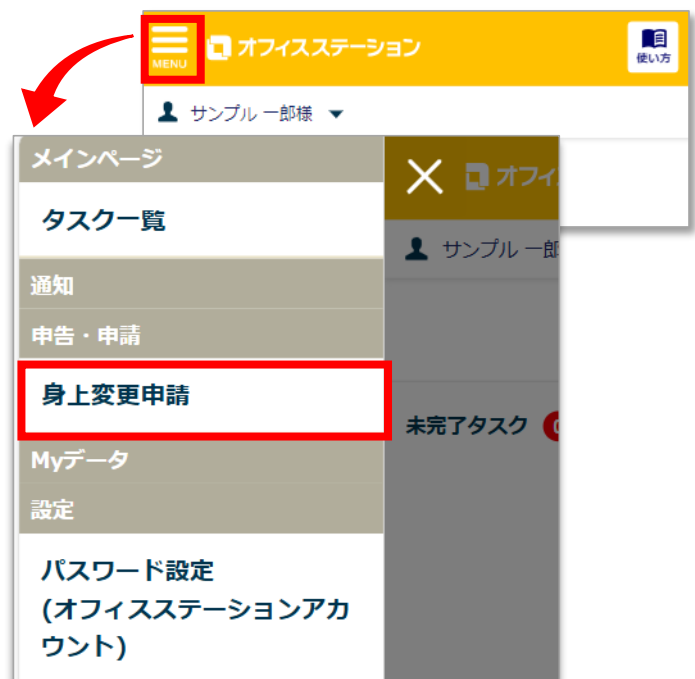 MENU
オフィスステーション
使い方
サンプル 一郎様
メインページ
タスク一覧
オフィ
サンプル 一郎
通知
申告・申請
身上変更申請
未完了タスク
Myデータ
設定
パスワード設定
(オフィスステーションアカ
ウント)